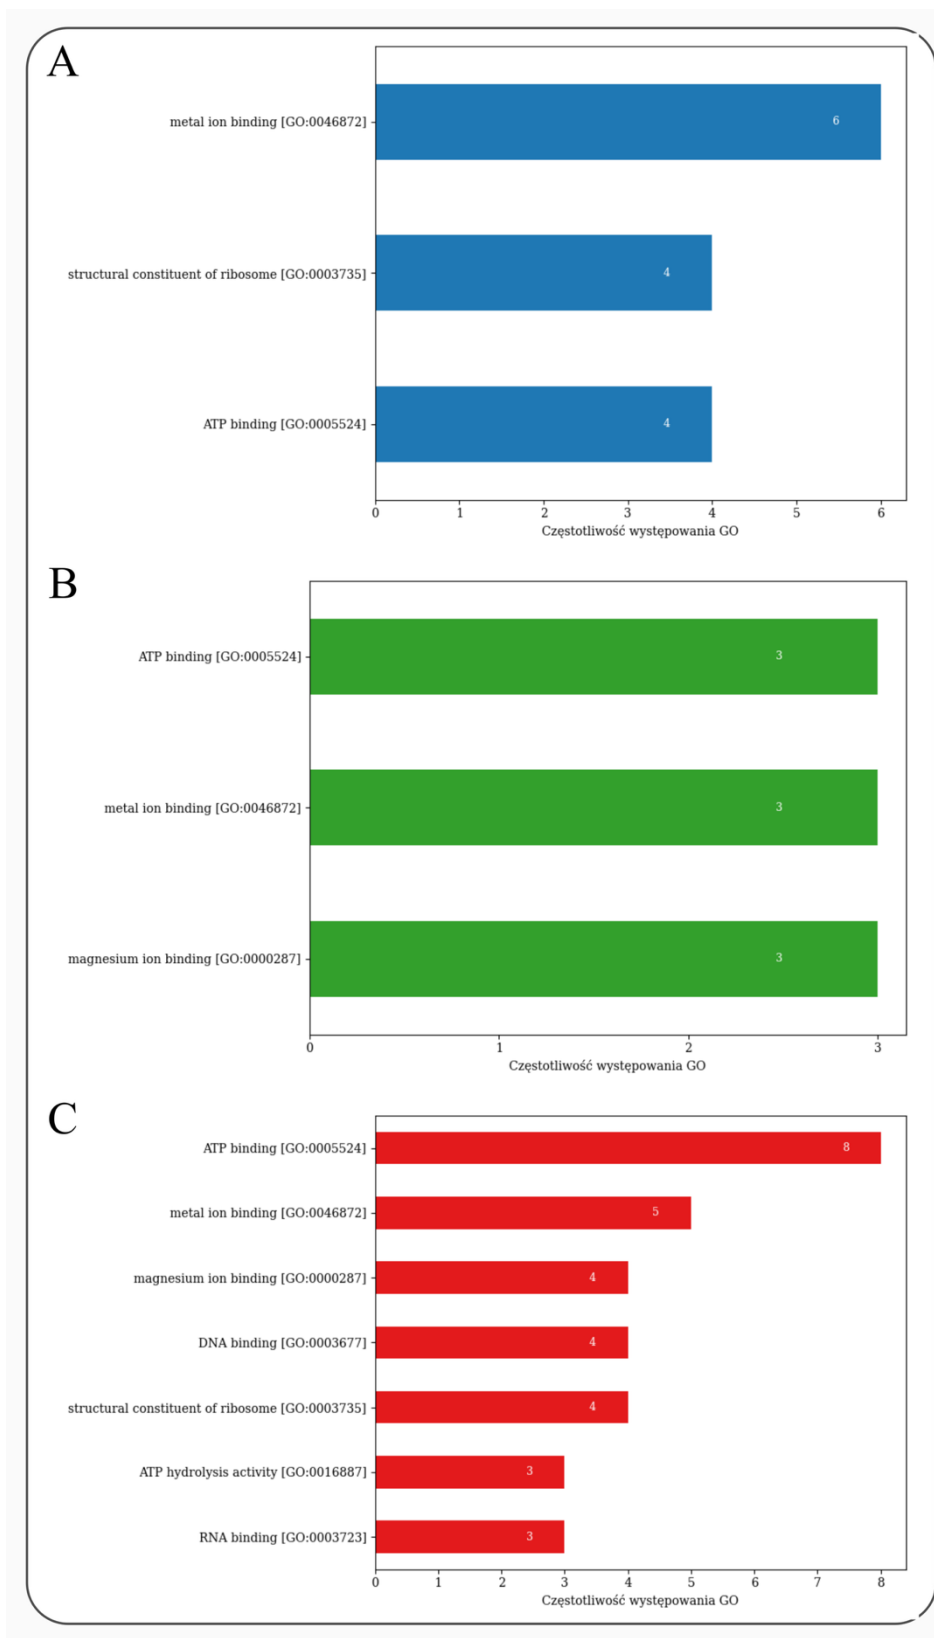 A
metal ion binding [GO:0046872]
6
structural constituent of ribosome [GO:0003735]
4
ATP binding [GO:0005524]
4
0 1 2 3 4 5 6
Częstotliwość występowania GO
B
ATP binding [GO:0005524]
3
metal ion binding [GO:0046872]
3
magnesium ion binding [GO:0000287]
3
0 1 2 3
Częstotliwość występowania GO
C
ATP binding [GO:0005524]
8
metal ion binding [GO:0046872]
5
magnesium ion binding [GO:0000287]
4
DNA binding [GO:0003677]
4
structural constituent of ribosome [GO:0003735]
4
ATP hydrolysis activity [GO:0016887]
3
RNA binding [GO:0003723]
3
0 1 2 3 4 5 6 7 8
Częstotliwość występowania GO